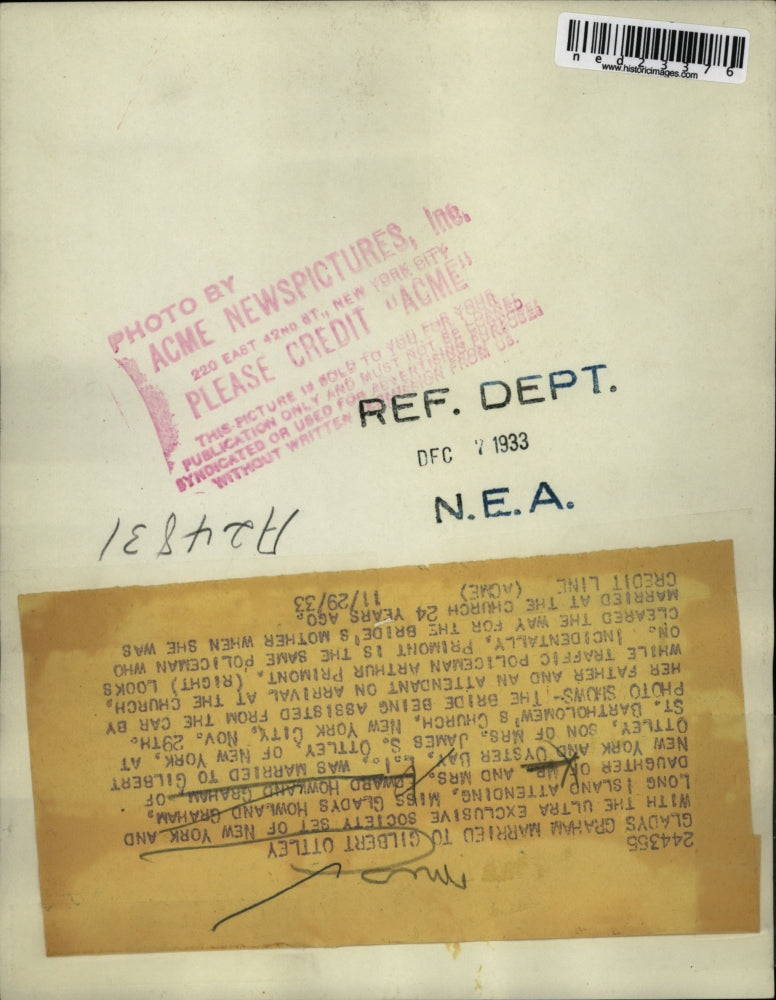 ned23376
www.historicimages.com
PHOTO BY
ACME NEWSPICTURES, Inc.
220 EAST 42ND ST., NEW YORK CITY
PLEASE CREDIT "ACME"
THIS PICTURE IS SOLD TO YOU FOR YOUR
PUBLICATION ONLY AND MUST NOT BE LOANED
SYNDICATED OR USED FOR ADVERTISING PURPOSES
WITHOUT WRITTEN PERMISSION FROM US.
REF. DEPT.
DEC 7 1933
N.E.A.
A24831
244355
GLADYS GRAHAM MARRIED TO GILBERT OTTLEY
WITH THE ULTRA EXCLUSIVE SOCIETY SET OF NEW YORK AND
LONG ISLAND ATTENDING, MISS GLADYS HOWLAND GRAHAM,
DAUGHTER OF MR. AND MRS. EDWARD HOWLAND GRAHAM OF
NEW YORK AND OYSTER BAY, L.I., WAS MARRIED TO GILBERT
OTTLEY, SON OF MRS. JAMES S. OTTLEY, OF NEW YORK, AT
ST. BARTHOLOMEW'S CHURCH, NEW YORK CITY, NOV. 29TH.
PHOTO SHOWS- THE BRIDE BEING ASSISTED FROM THE CAR BY
HER FATHER AND AN ATTENDANT ON ARRIVAL AT THE CHURCH,
WHILE TRAFFIC POLICEMAN ARTHUR PRIMONT, (RIGHT) LOOKS
ON. INCIDENTALLY, PRIMONT IS THE SAME POLICEMAN WHO
CLEARED THE WAY FOR THE BRIDE'S MOTHER WHEN SHE WAS
MARRIED AT THE CHURCH 24 YEARS AGO.
CREDIT LINE (ACME) 11/29/33